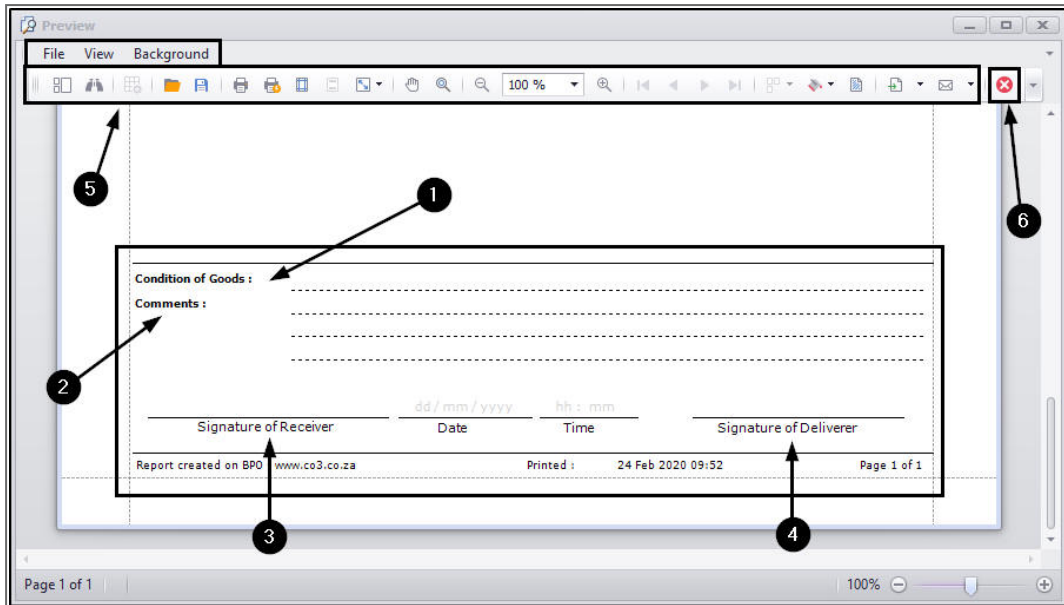 Preview
File View Background
100 %
5
1
6
Condition of Goods :
Comments :
2
dd / mm / yyyy hh : mm
Signature of Receiver Date Time Signature of Deliverer
Report created on BPO www.co3.co.za Printed : 24 Feb 2020 09:52 Page 1 of 1
3
4
Page 1 of 1 100%